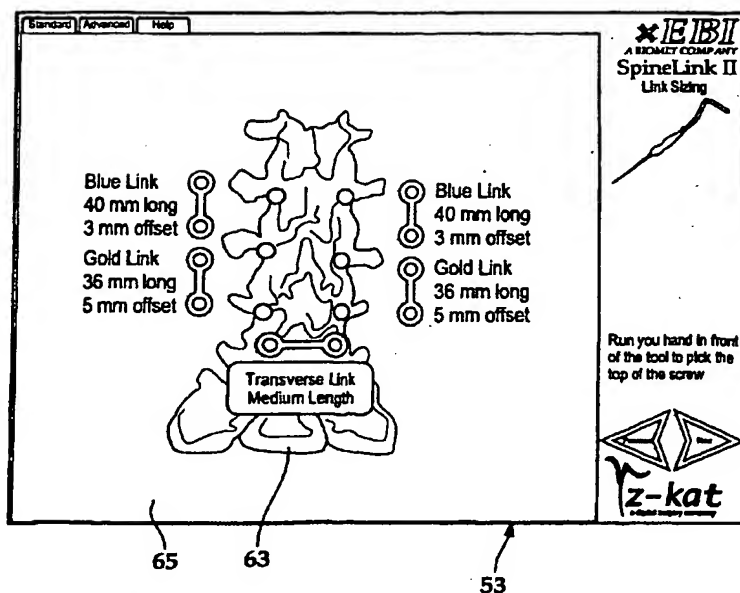 Standard Advanced Help
×EBI
A BIOMET COMPANY
SpineLink II
Link Sizing
Blue Link
40 mm long
3 mm offset
Gold Link
36 mm long
5 mm offset
Blue Link
40 mm long
3 mm offset
Gold Link
36 mm long
5 mm offset
Transverse Link
Medium Length
Run you hand in front
of the tool to pick the
top of the screw
z-kat
a digital surgery company
65
63
53